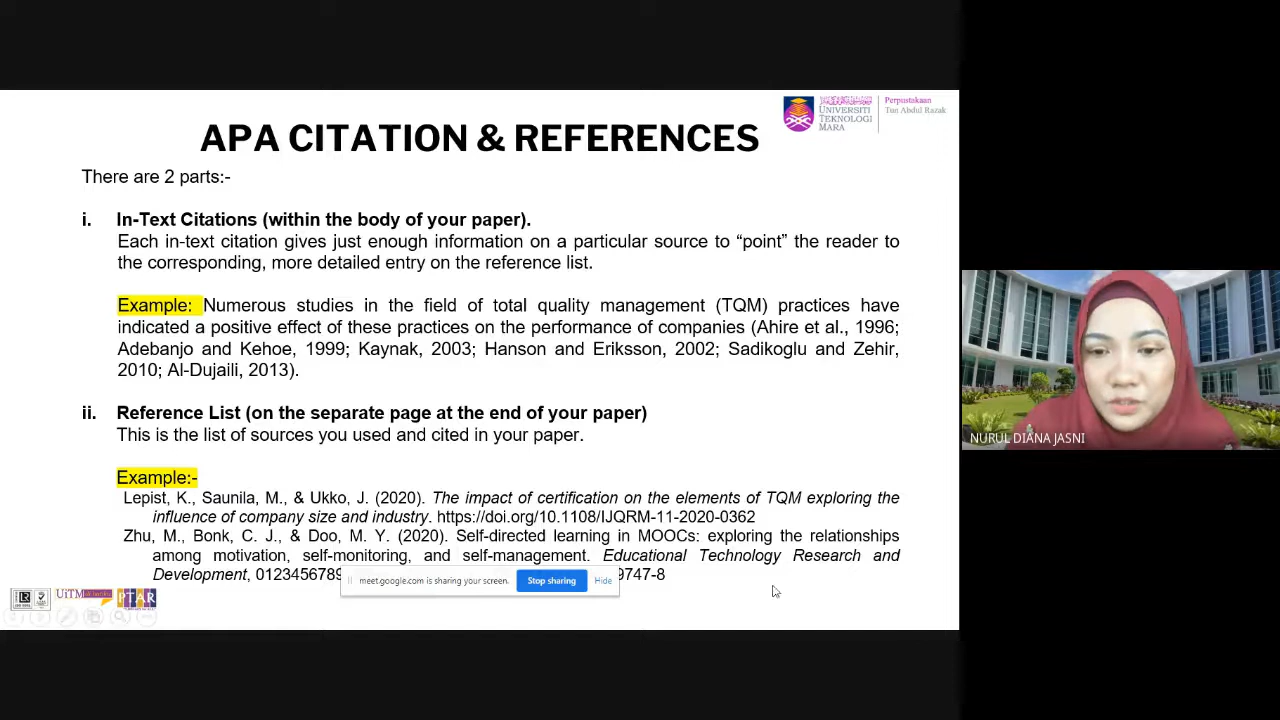 APA CITATION & REFERENCES
UNIVERSITI
TEKNOLOGI
MARA
Perpustakaan
Tun Abdul Razak
There are 2 parts:-
i. In-Text Citations (within the body of your paper).
Each in-text citation gives just enough information on a particular source to “point” the reader to
the corresponding, more detailed entry on the reference list.
Example: Numerous studies in the field of total quality management (TQM) practices have
indicated a positive effect of these practices on the performance of companies (Ahire et al., 1996;
Adebanjo and Kehoe, 1999; Kaynak, 2003; Hanson and Eriksson, 2002; Sadikoglu and Zehir,
2010; Al-Dujaili, 2013).
ii. Reference List (on the separate page at the end of your paper)
This is the list of sources you used and cited in your paper.
Example:-
Lepist, K., Saunila, M., & Ukko, J. (2020). The impact of certification on the elements of TQM exploring the
influence of company size and industry. https://doi.org/10.1108/IJQRM-11-2020-0362
Zhu, M., Bonk, C. J., & Doo, M. Y. (2020). Self-directed learning in MOOCs: exploring the relationships
among motivation, self-monitoring, and self-management. Educational Technology Research and
Development, 0123456789 9747-8
meet.google.com is sharing your screen. Stop sharing Hide
UiTM
PTAR
NURUL DIANA JASNI